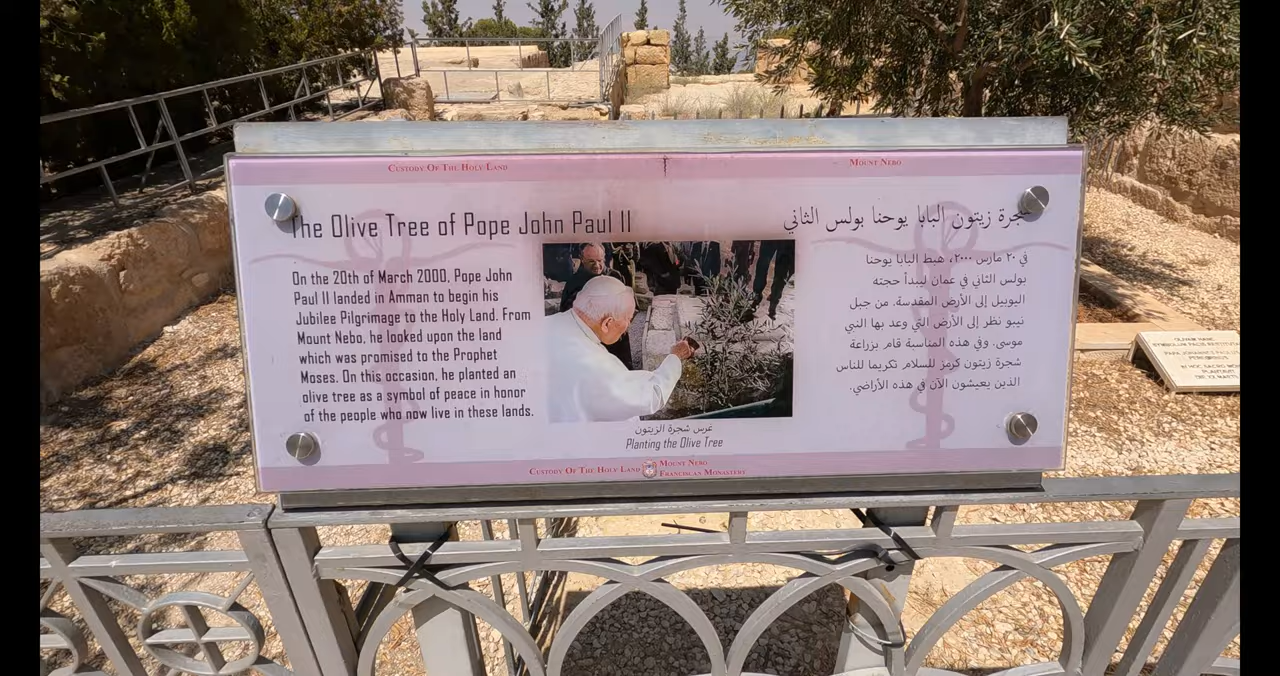 CUSTODY OF THE HOLY LAND
MOUNT NEBO
The Olive Tree of Pope John Paul II
On the 20th of March 2000, Pope John
Paul II landed in Amman to begin his
Jubilee Pilgrimage to the Holy Land. From
Mount Nebo, he looked upon the land
which was promised to the Prophet
Moses. On this occasion, he planted an
olive tree as a symbol of peace in honor
of the people who now live in these lands.
شجرة زيتون البابا يوحنا بولس الثاني
في ٢٠ مارس ٢٠٠٠، هبط البابا يوحنا
بولس الثاني في عمان ليبدأ حجته
اليوبيل إلى الأرض المقدسة. من جبل
نيبو نظر إلى الأرض التي وعد بها النبي
موسى. وفي هذه المناسبة قام بزراعة
شجرة زيتون كرمز للسلام تكريما للناس
الذين يعيشون الآن في هذه الأراضي.
غرس شجرة الزيتون
Planting the Olive Tree
CUSTODY OF THE HOLY LAND
MOUNT NEBO
FRANCISCAN MONASTERY